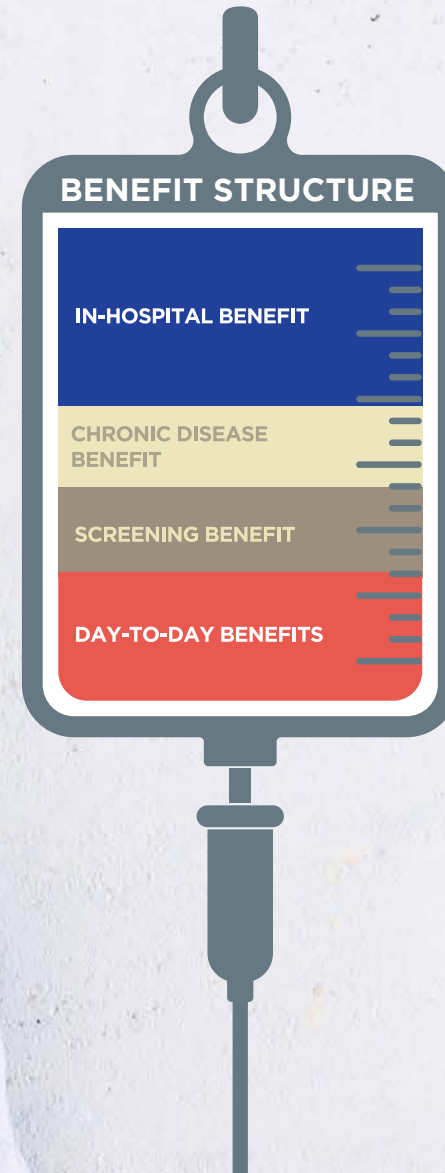 BENEFIT STRUCTURE
IN-HOSPITAL BENEFIT
CHRONIC DISEASE
BENEFIT
SCREENING BENEFIT
DAY-TO-DAY BENEFITS